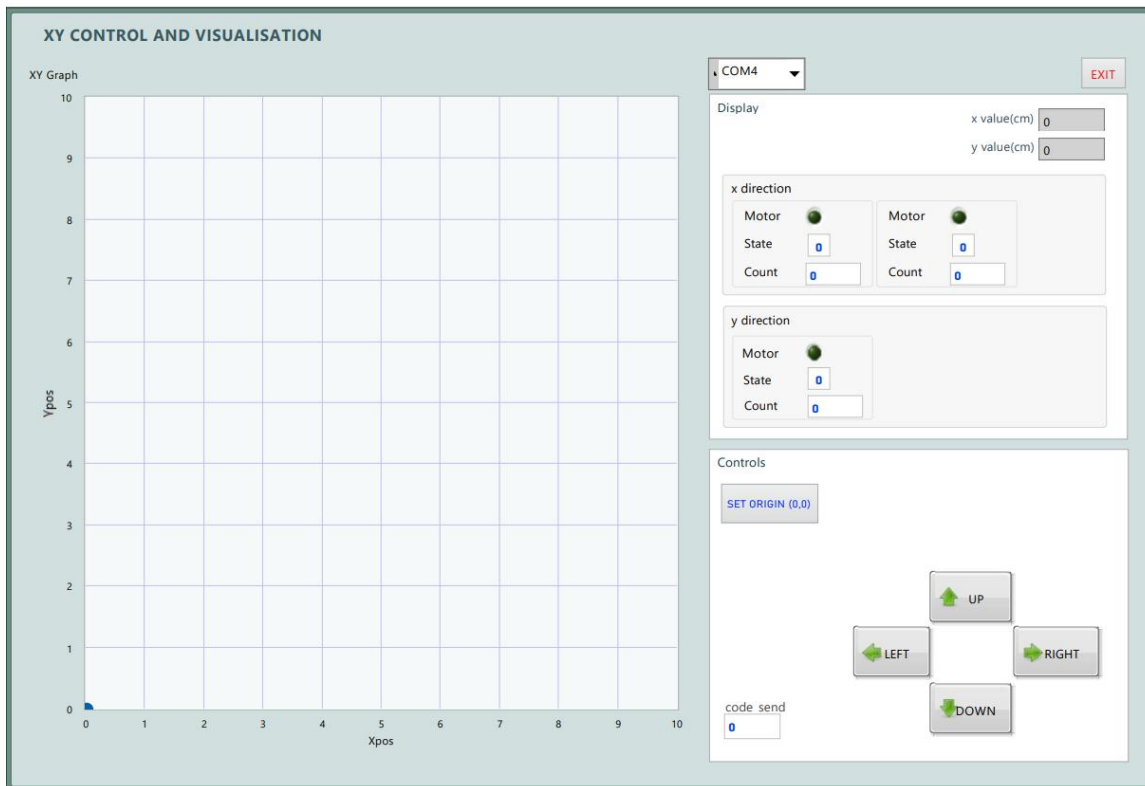 XY CONTROL AND VISUALISATION
XY Graph
10
9
8
7
6
5
4
3
2
1
0
Ypos
0 1 2 3 4 5 6 7 8 9 10
Xpos
COM4
EXIT
Display
x value(cm) 0
y value(cm) 0
x direction
Motor Motor
State 0 State 0
Count 0 Count 0
y direction
Motor
State 0
Count 0
Controls
SET ORIGIN (0,0)
UP
LEFT RIGHT
DOWN
code send
0